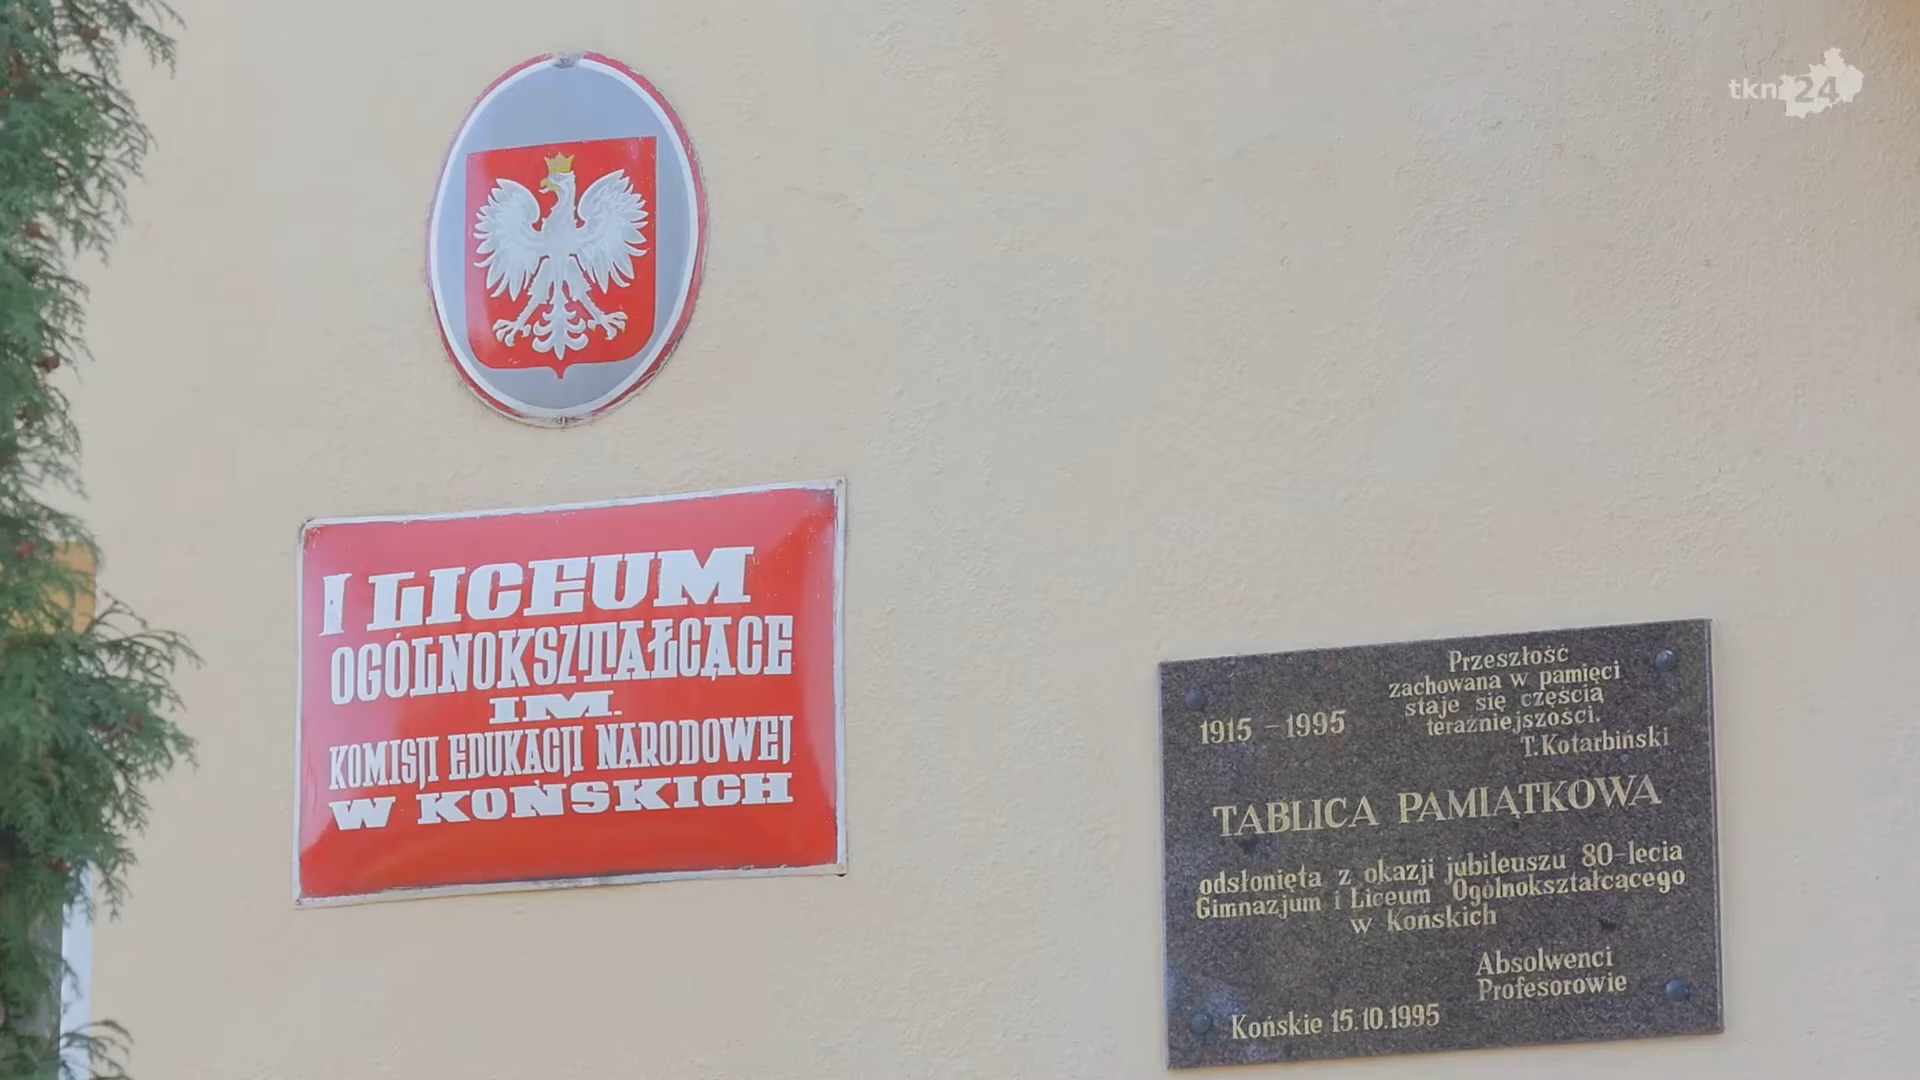 tkn24
I LICEUM
OGÓLNOKSZTAŁCĄCE
IM.
KOMISJI EDUKACJI NARODOWEJ
W KOŃSKICH
1915 - 1995
Przeszłość
zachowana w pamięci
staje się częścią
teraźniejszości.
T. Kotarbiński
TABLICA PAMIĄTKOWA
odsłonięta z okazji jubileuszu 80-lecia
Gimnazjum i Liceum Ogólnokształcącego
w Końskich
Absolwenci
Profesorowie
Końskie 15.10.1995